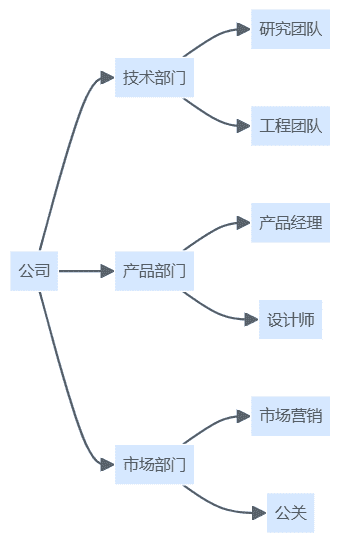 研究团队
技术部门
工程团队
产品经理
公司
产品部门
设计师
市场营销
市场部门
公关